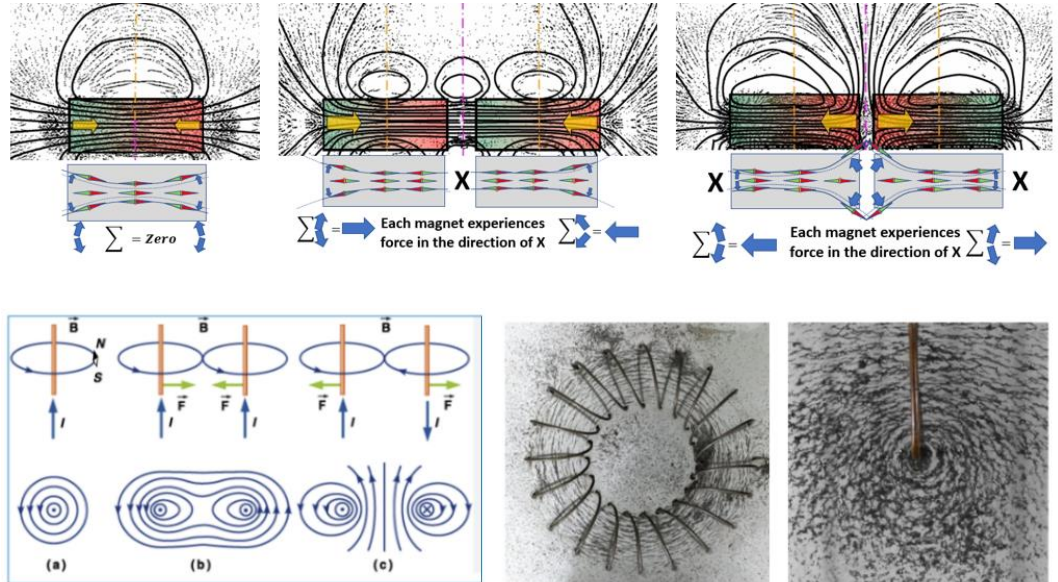 X
X
X
∑ = Zero
∑ =
Each magnet experiences
force in the direction of X
∑ =
∑ =
Each magnet experiences
force in the direction of X
∑ =
B
N
S
I
B
F
F
I
I
B
F
F
I
I
(a)
(b)
(c)